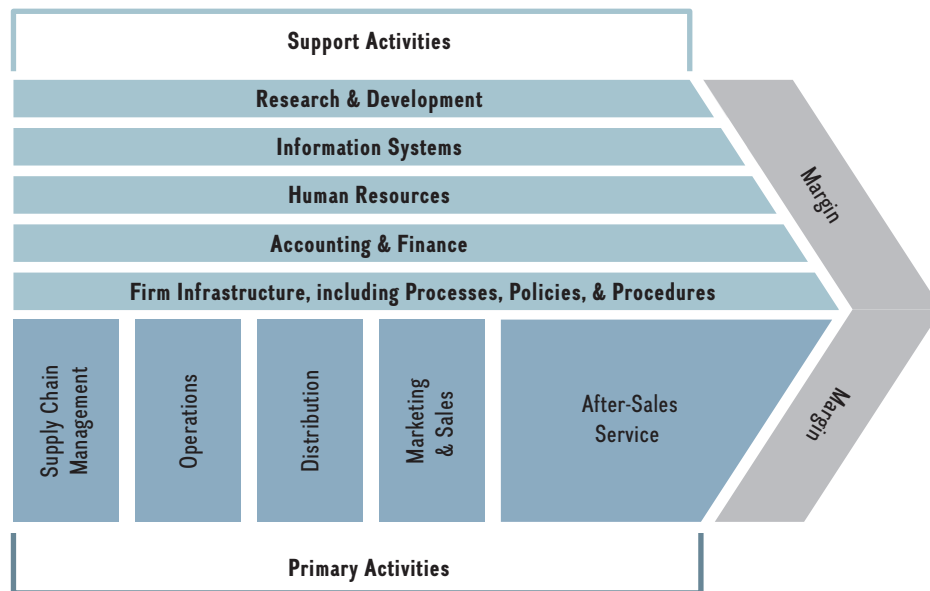 Support Activities
Research & Development
Information Systems
Human Resources
Accounting & Finance
Firm Infrastructure, including Processes, Policies, & Procedures
Margin
Supply Chain
Management
Operations
Distribution
Marketing
& Sales
After-Sales
Service
Margin
Primary Activities